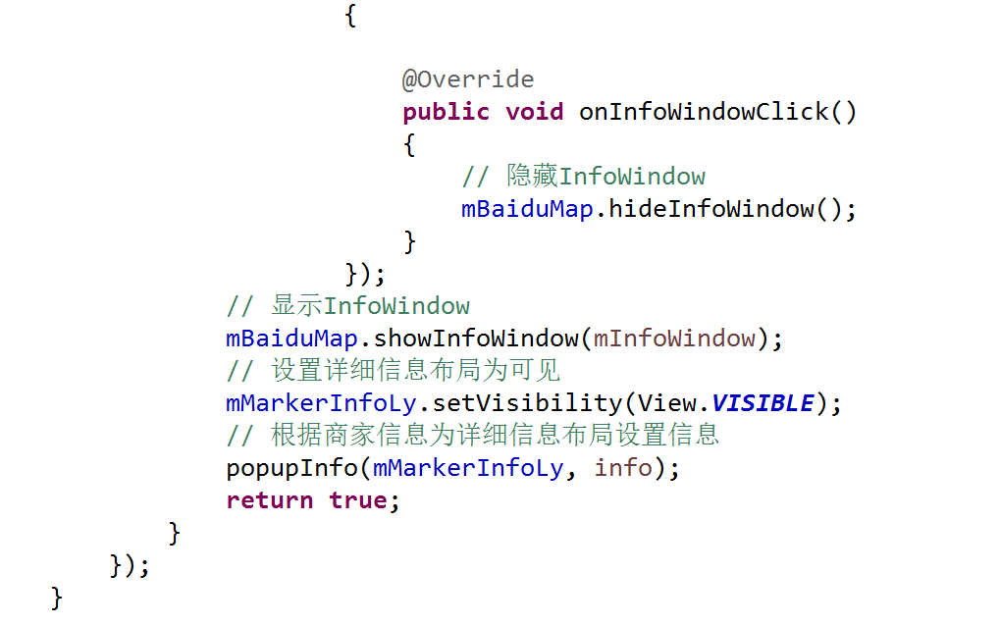 {
@Override
public void onInfoWindowClick()
{
// 隐藏InfoWindow
mBaiduMap.hideInfoWindow();
}
});
// 显示InfoWindow
mBaiduMap.showInfoWindow(mInfoWindow);
// 设置详细信息布局为可见
mMarkerInfoLy.setVisibility(View.VISIBLE);
// 根据商家信息为详细信息布局设置信息
popupInfo(mMarkerInfoLy, info);
return true;
}
});
}